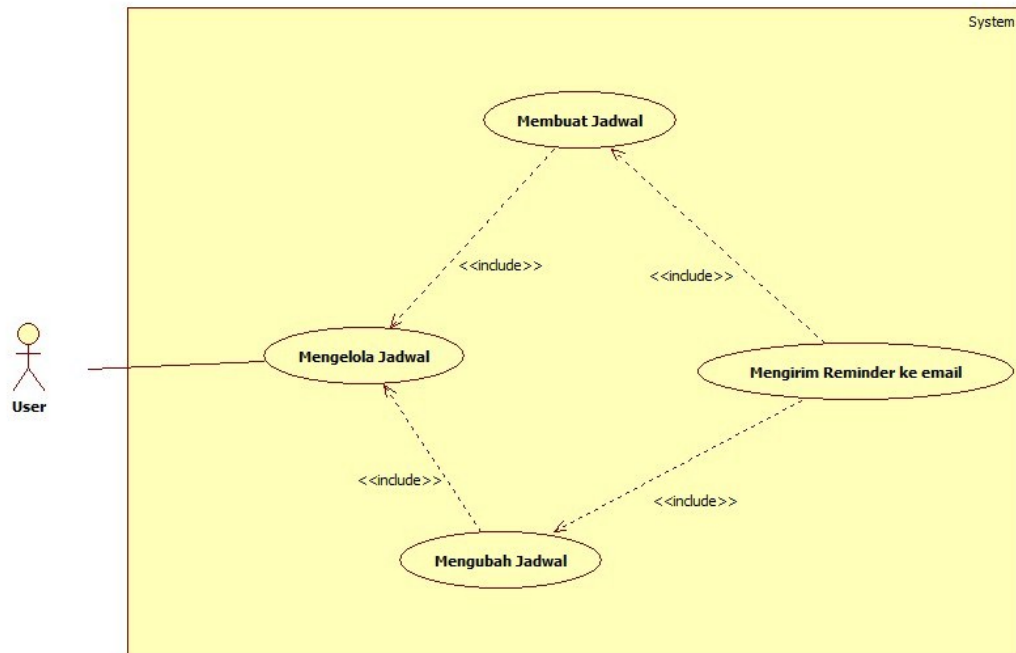 System
Membuat Jadwal
<<include>>
<<include>>
Mengelola Jadwal
Mengirim Reminder ke email
User
<<include>>
<<include>>
Mengubah Jadwal